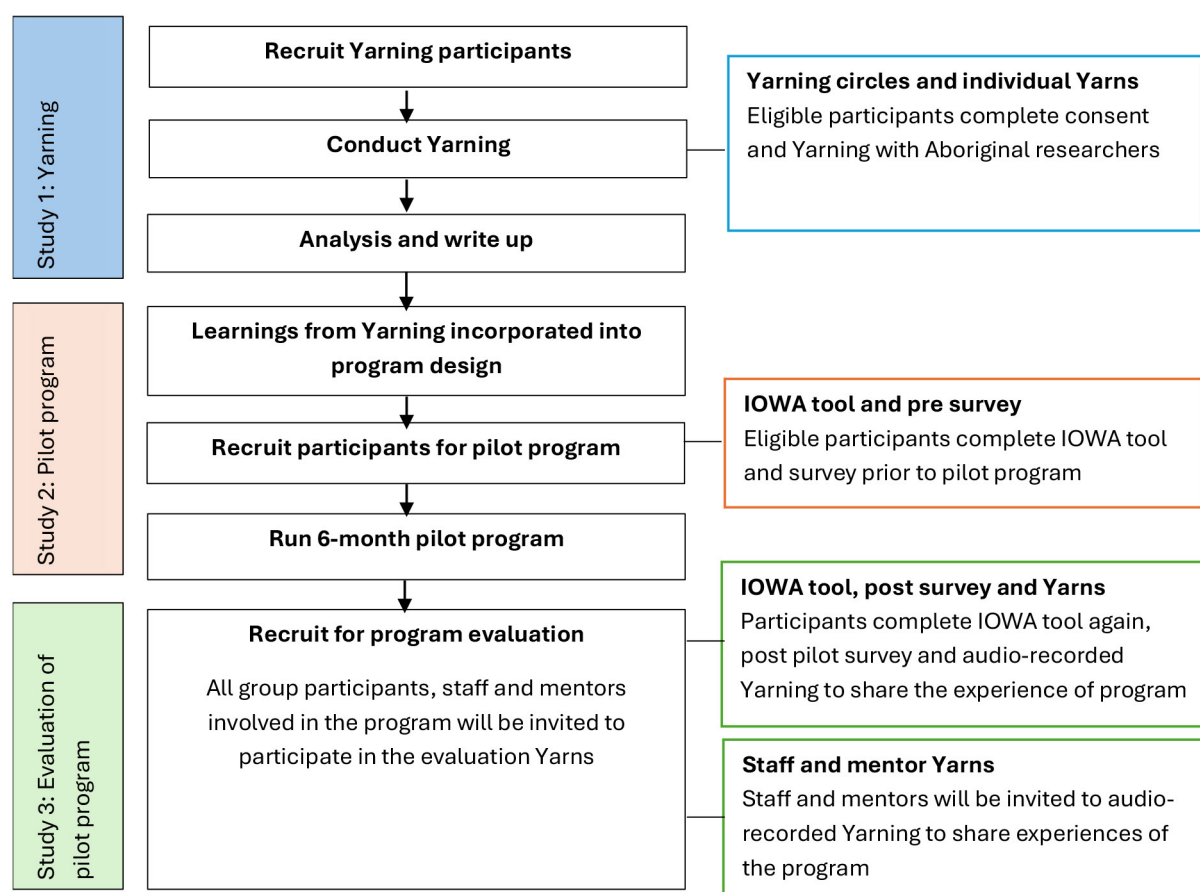 Study 1: Yarning
Recruit Yarning participants
Conduct Yarning
Yarning circles and individual Yarns
Eligible participants complete consent
and Yarning with Aboriginal researchers
Analysis and write up
Study 2: Pilot program
Learnings from Yarning incorporated into
program design
Recruit participants for pilot program
IOWA tool and pre survey
Eligible participants complete IOWA tool
and survey prior to pilot program
Run 6-month pilot program
Study 3: Evaluation of
pilot program
Recruit for program evaluation
All group participants, staff and mentors
involved in the program will be invited to
participate in the evaluation Yarns
IOWA tool, post survey and Yarns
Participants complete IOWA tool again,
post pilot survey and audio-recorded
Yarning to share the experience of program
Staff and mentor Yarns
Staff and mentors will be invited to audio-
recorded Yarning to share experiences of
the program